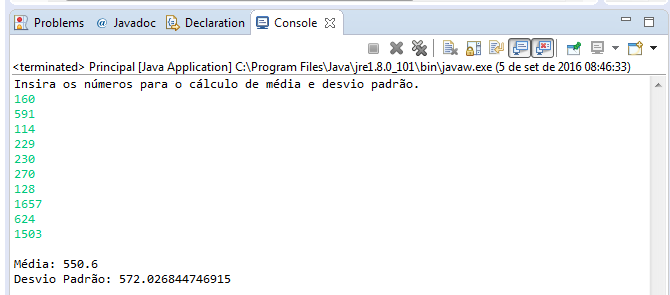 Problems @ Javadoc Declaration Console
<terminated> Principal [Java Application] C:\Program Files\Java\jre1.8.0_101\bin\javaw.exe (5 de set de 2016 08:46:33)
Insira os números para o cálculo de média e desvio padrão.
160
591
114
229
230
270
128
1657
624
1503
Média: 550.6
Desvio Padrão: 572.026844746915